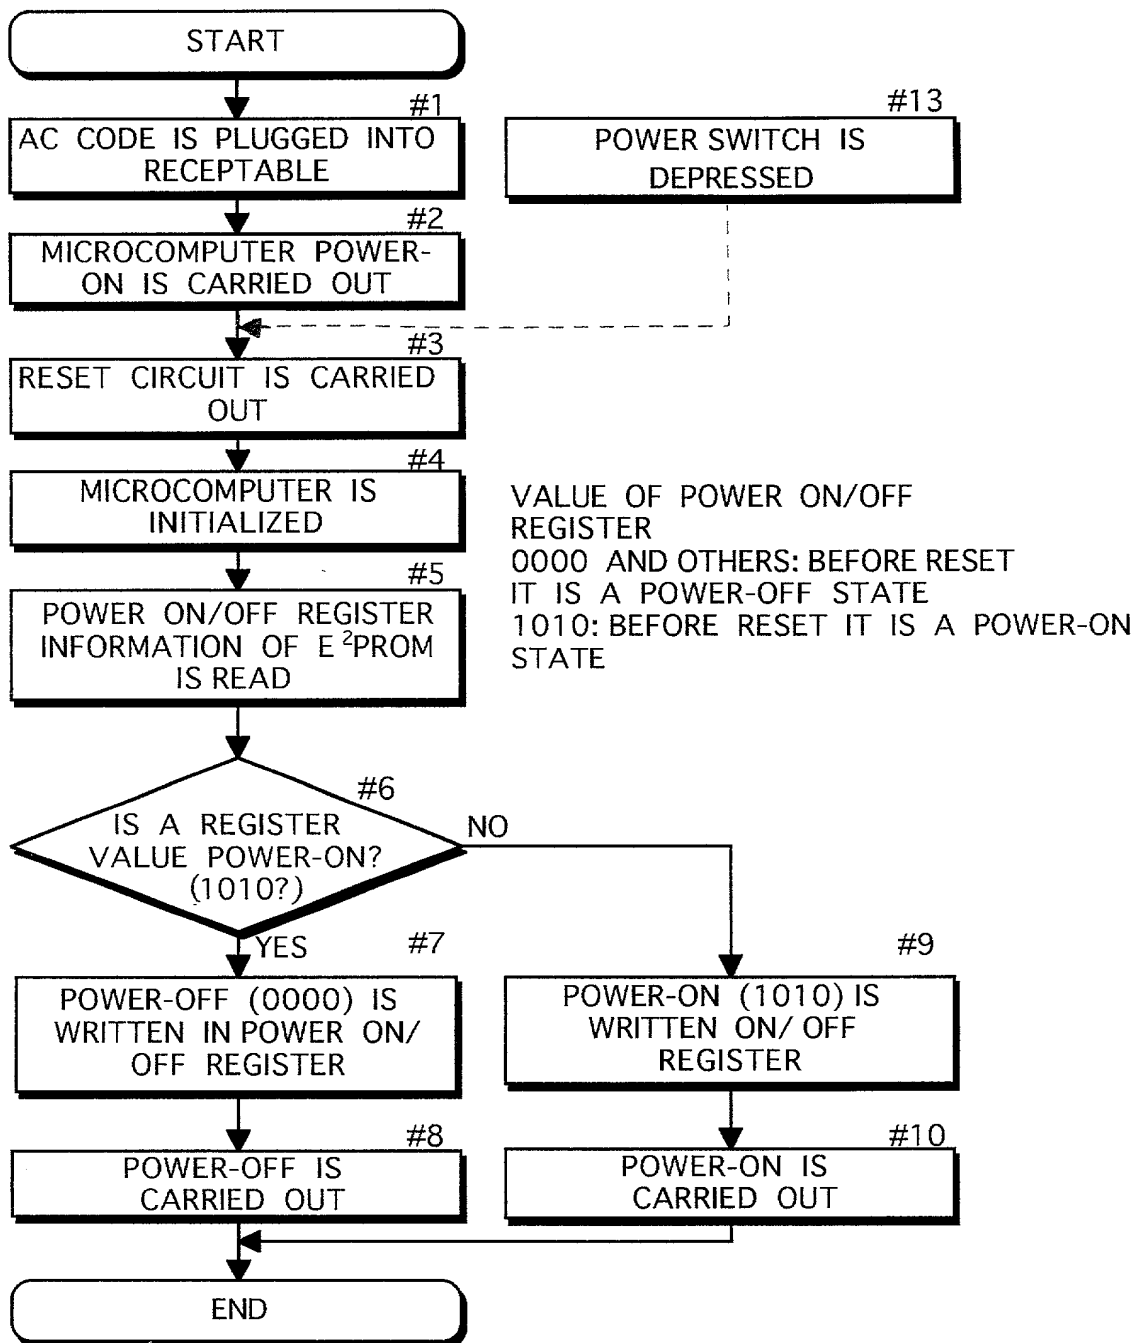 START
#1
AC CODE IS PLUGGED INTO
RECEPTABLE
#13
POWER SWITCH IS
DEPRESSED
#2
MICROCOMPUTER POWER-
ON IS CARRIED OUT
#3
RESET CIRCUIT IS CARRIED
OUT
#4
MICROCOMPUTER IS
INITIALIZED
VALUE OF POWER ON/OFF
REGISTER
0000 AND OTHERS: BEFORE RESET
IT IS A POWER-OFF STATE
1010: BEFORE RESET IT IS A POWER-ON
STATE
#5
POWER ON/OFF REGISTER
INFORMATION OF E²PROM
IS READ
#6
IS A REGISTER
VALUE POWER-ON?
(1010?)
NO
YES
#7
POWER-OFF (0000) IS
WRITTEN IN POWER ON/
OFF REGISTER
#9
POWER-ON (1010) IS
WRITTEN ON/ OFF
REGISTER
#8
POWER-OFF IS
CARRIED OUT
#10
POWER-ON IS
CARRIED OUT
END